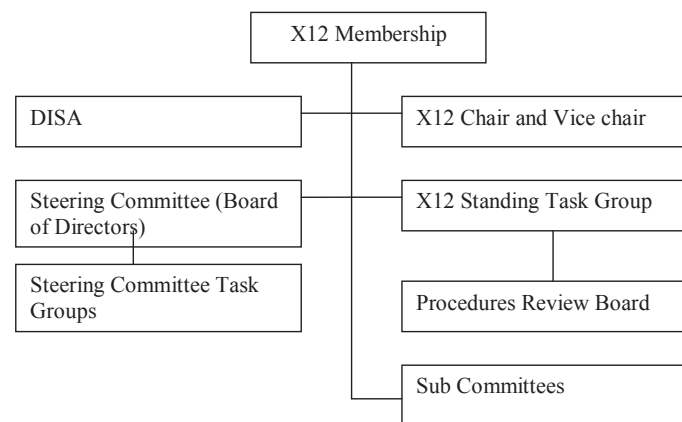 X12 Membership
DISA
X12 Chair and Vice chair
Steering Committee (Board
of Directors)
X12 Standing Task Group
Steering Committee Task
Groups
Procedures Review Board
Sub Committees